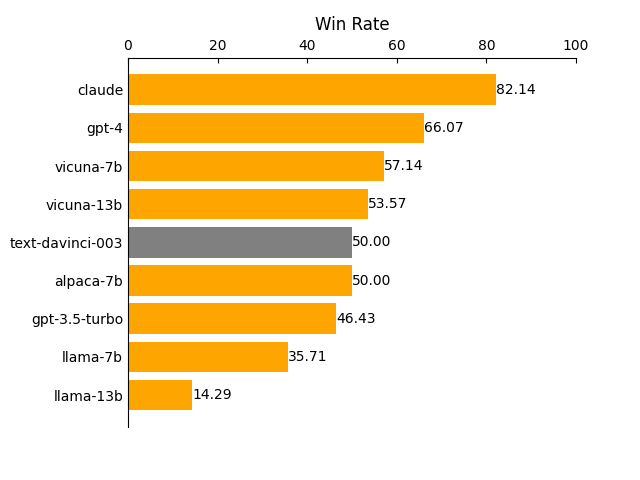 Win Rate
0 20 40 60 80 100
claude 82.14
gpt-4 66.07
vicuna-7b 57.14
vicuna-13b 53.57
text-davinci-003 50.00
alpaca-7b 50.00
gpt-3.5-turbo 46.43
llama-7b 35.71
llama-13b 14.29